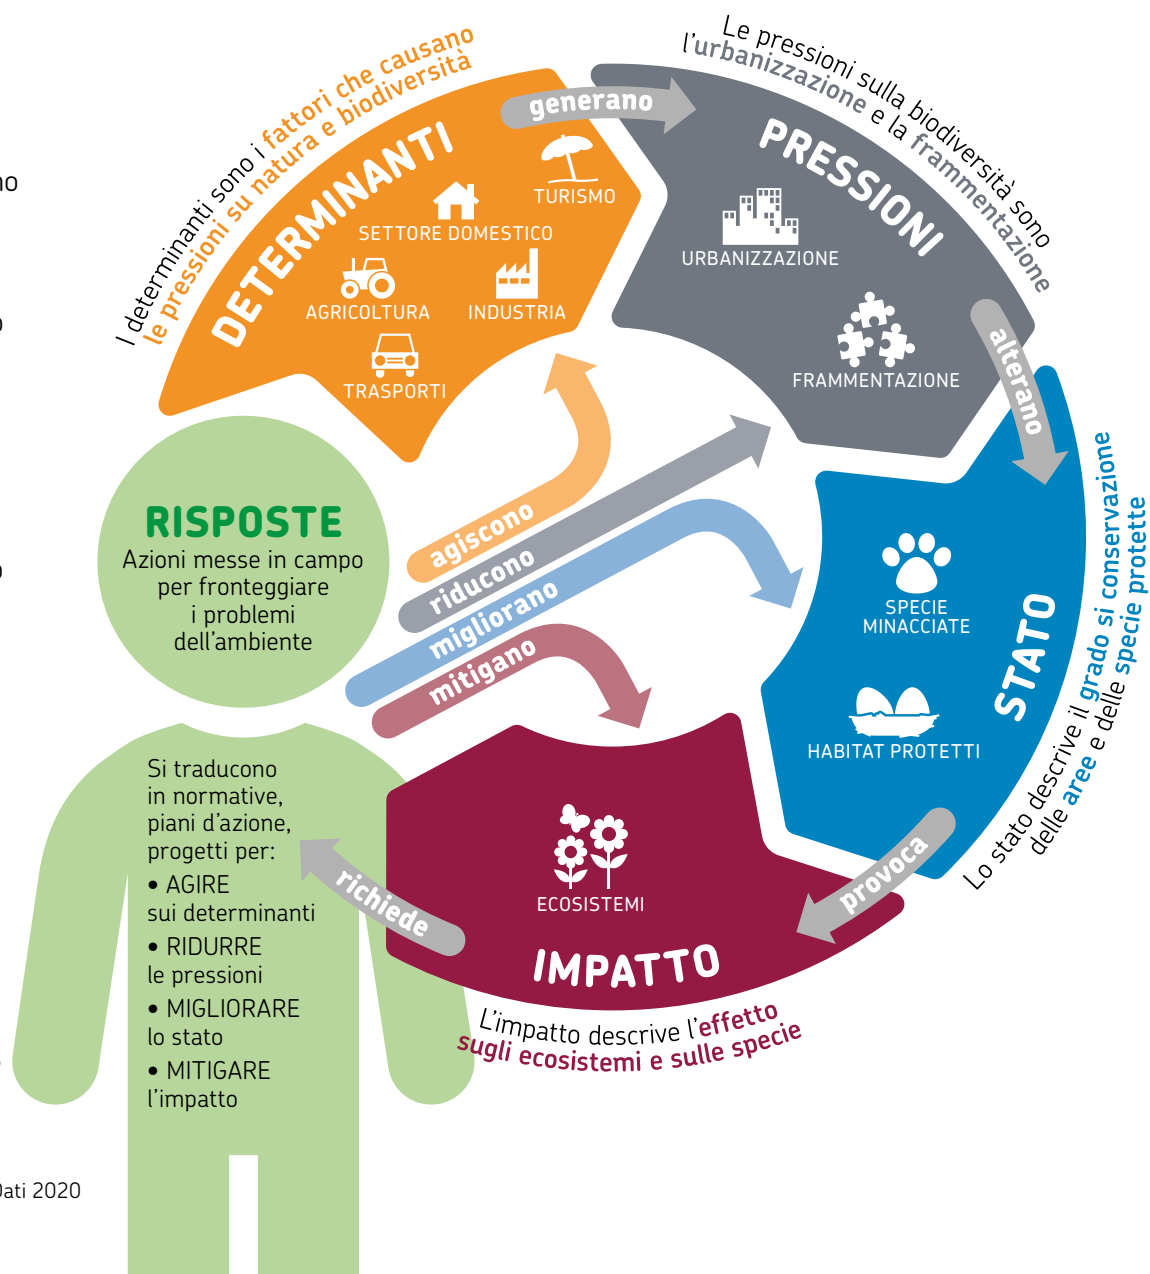 I determinanti sono i fattori che causano
le pressioni su natura e biodiversità
DETERMINANTI
TURISMO
SETTORE DOMESTICO
AGRICOLTURA
INDUSTRIA
TRASPORTI
generano
Le pressioni sulla biodiversità sono
l'urbanizzazione e la frammentazione
PRESSIONI
URBANIZZAZIONE
FRAMMENTAZIONE
alterano
STATO
SPECIE
MINACCIATE
HABITAT PROTETTI
Lo stato descrive il grado si conservazione
delle aree e delle specie protette
provoca
ECOSISTEMI
IMPATTO
L'impatto descrive l'effetto
sugli ecosistemi e sulle specie
richiede
RISPOSTE
Azioni messe in campo
per fronteggiare
i problemi
dell'ambiente
agiscono
riducono
migliorano
mitigano
Si traducono
in normative,
piani d'azione,
progetti per:
• AGIRE
sui determinanti
• RIDURRE
le pressioni
• MIGLIORARE
lo stato
• MITIGARE
l'impatto
2020